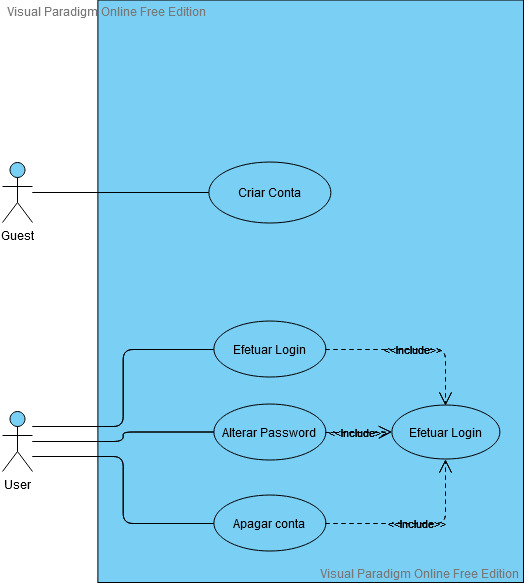 Visual Paradigm Online Free Edition
Criar Conta
Guest
Efetuar Login
<<Include>>
Alterar Password
<<Include>>
Efetuar Login
User
Apagar conta
<<Include>>
Visual Paradigm Online Free Edition